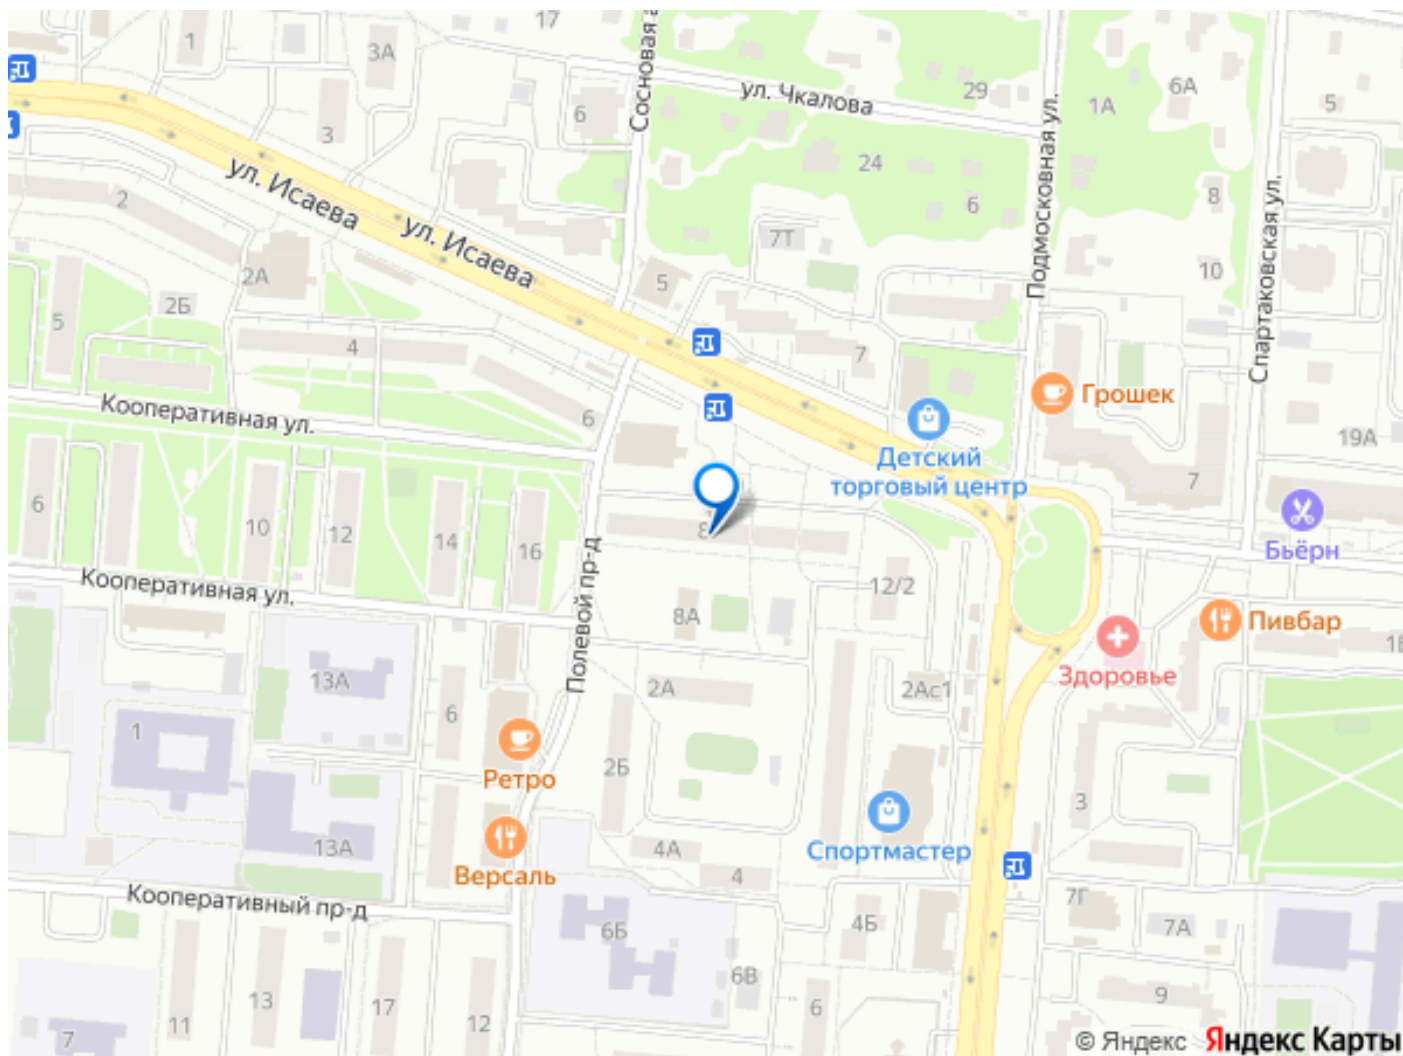 17
1
3А
Сосновая а
ул. Чкалова
29
6А
1А
5
6
3
24
Подмосковная ул.
ул. Исаева
ул. Исаева
2
6
8
Спартаковская ул.
7Т
2А
5
10
2Б
5
4
7
Грошек
Кооперативная ул.
6
19А
Детский
торговый центр
7
6
10
12
14
16
8
Бьёрн
Полевой пр-д
Кооперативная ул.
12/2
8А
Пивбар
13А
2А
2Ас1
Здоровье
1
6
Ретро
2Б
3
13А
4А
Спортмастер
Версаль
4
Кооперативный пр-д
6Б
4Б
7Г
7А
6В
9
7
11
13
17
12
6
© Яндекс Яндекс Карты